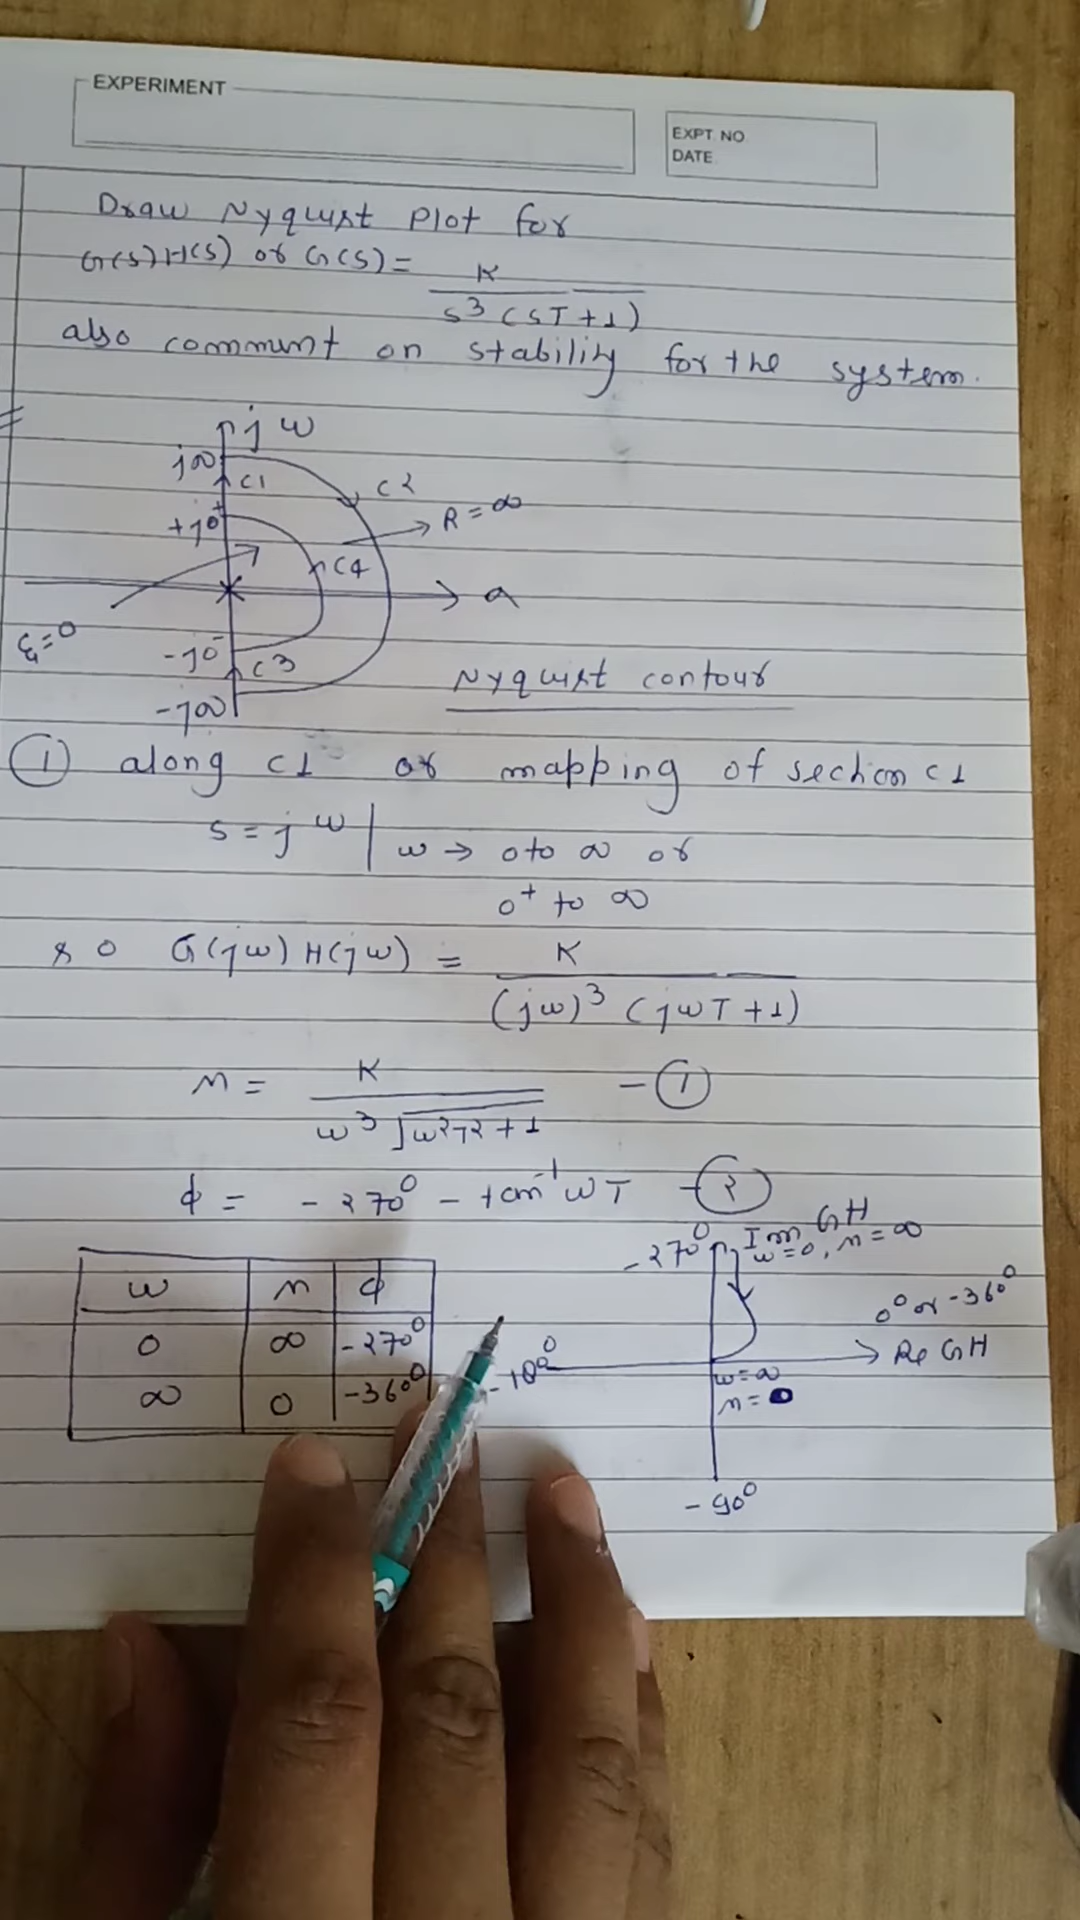 EXPERIMENT
EXPT. NO.
DATE
Draw Nyquist Plot for
G(s)H(s) or G(s) = K
s³(sT+1)
also comment on stability for the system.
jω
j∞
C1
C2
+j0⁺
R = ∞
C4
σ
ε=0
-j0⁻
C3
-j∞
Nyquist contour
① along C1 or mapping of section C1
s = jω | ω → 0 to ∞ or
0⁺ to ∞
so G(jω)H(jω) = K
(jω)³ (jωT+1)
M = K
ω³ √ω²T²+1
— ①
φ = -270° - tan⁻¹ωT — ②
ω M φ
0 ∞ -270°
∞ 0 -360°
-270°
Im GH
ω=0, M=∞
0° or -360°
Re GH
-180°
ω=∞
M=0
-90°